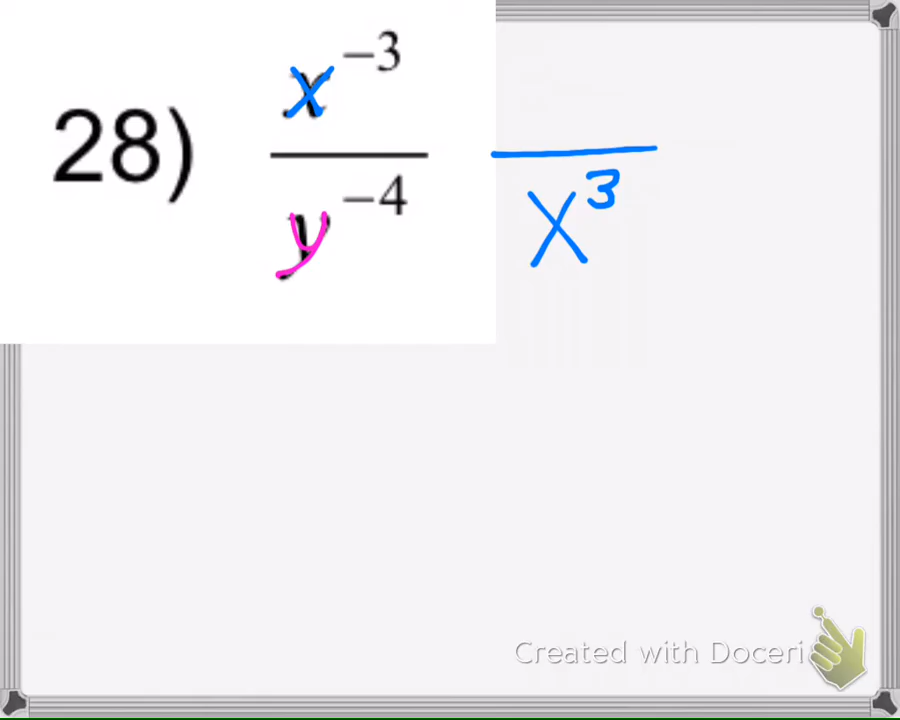 28) x^{-3} / y^{-4}
X^3
Created with Doceri